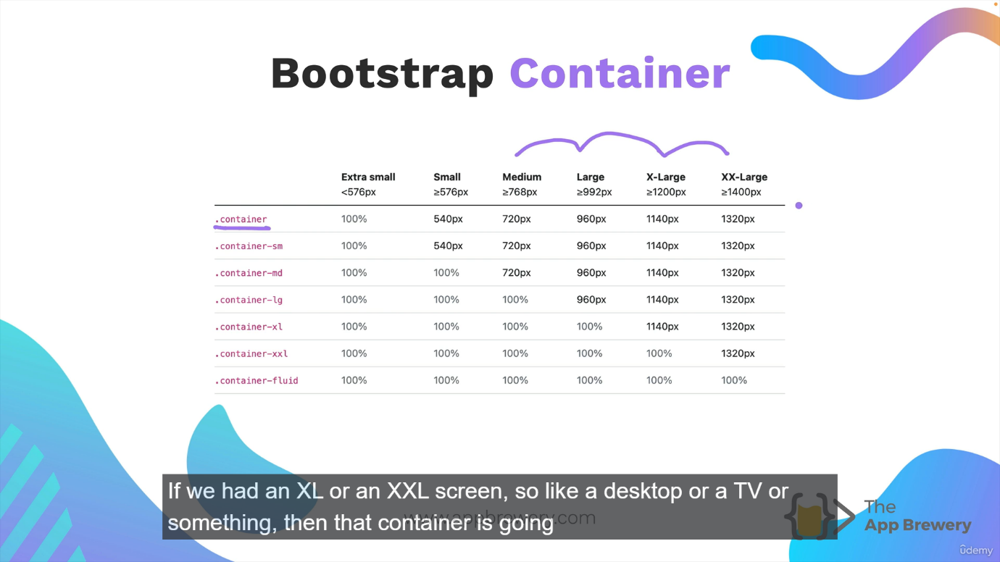 Bootstrap Container
Extra small Small Medium Large X-Large XX-Large
<576px ≥576px ≥768px ≥992px ≥1200px ≥1400px
.container 100% 540px 720px 960px 1140px 1320px
.container-sm 100% 540px 720px 960px 1140px 1320px
.container-md 100% 100% 720px 960px 1140px 1320px
.container-lg 100% 100% 100% 960px 1140px 1320px
.container-xl 100% 100% 100% 100% 1140px 1320px
.container-xxl 100% 100% 100% 100% 100% 1320px
.container-fluid 100% 100% 100% 100% 100% 100%
If we had an XL or an XXL screen, so like a desktop or a TV or
something, then that container is going
www.appbrewery.com
The
App Brewery
ûdemy